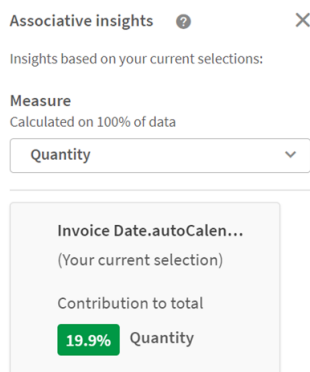 Associative insights ?
Insights based on your current selections:
Measure
Calculated on 100% of data
Quantity
Invoice Date.autoCalen...
(Your current selection)
Contribution to total
19.9% Quantity